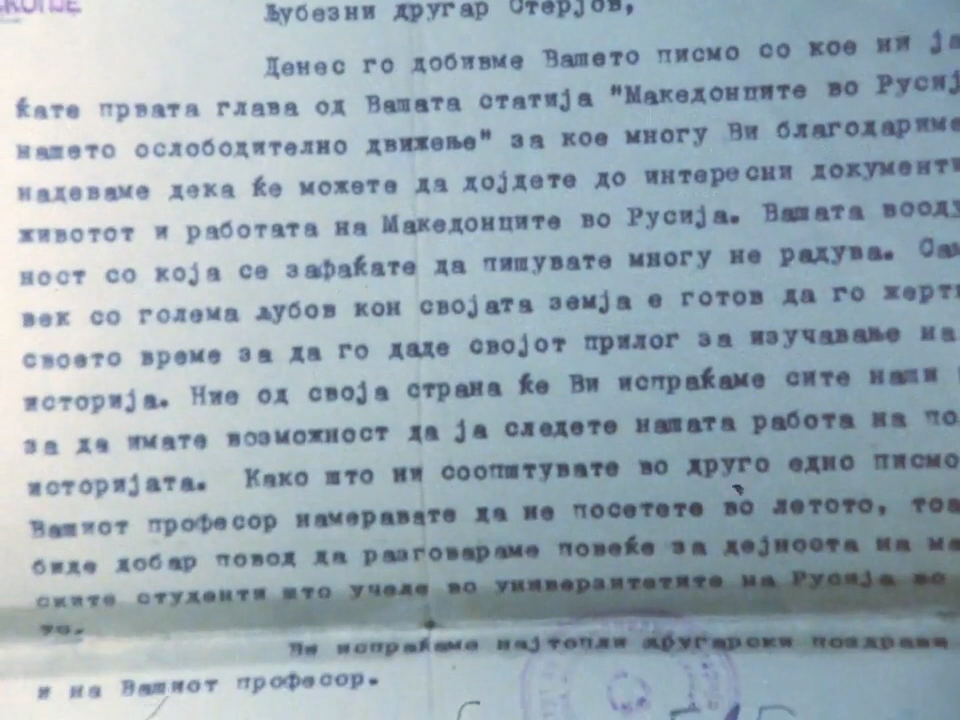 СКОПЈЕ
Љубезни другар Стерјов,
Денес го добивме Вашето писмо со кое ни ја
ќате првата глава од Вашата статија "Македонците во Русиј
нашето ослободително движење" за кое многу Ви благодариме
надеваме дека ќе можете да дојдете до интересни документи
животот и работата на Македонците во Русија. Вашата вооду
ност со која се зафаќате да пишувате многу не радува. Сам
век со голема љубов кон својата земја е готов да го жертв
своето време за да го даде својот прилог за изучавање на
историја. Ние од своја страна ќе Ви испраќаме сите наши
за да имате возможност да ја следете нашата работа на по
историјата. Како што ни соопштувате во друго едно писмо
Вашиот професор намеравате да не посетете во летото, тоа
биде добар повод да разговараме повеќе за дејноста на ма
ските студенти што учеле во универзитетите на Русија во
Ви испраќаме најтопли другарски поздрави
и на Вашиот професор.